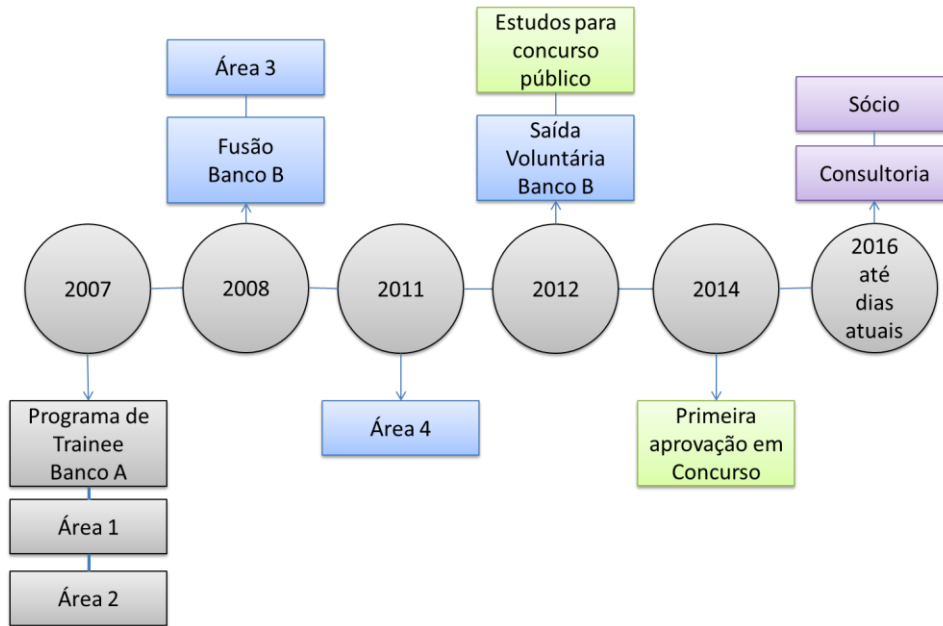 Área 3
Fusão
Banco B
Estudos para
concurso
público
Saída
Voluntária
Banco B
Sócio
Consultoria
2007
2008
2011
2012
2014
2016
até
dias
atuais
Programa de
Trainee
Banco A
Área 1
Área 2
Área 4
Primeira
aprovação em
Concurso